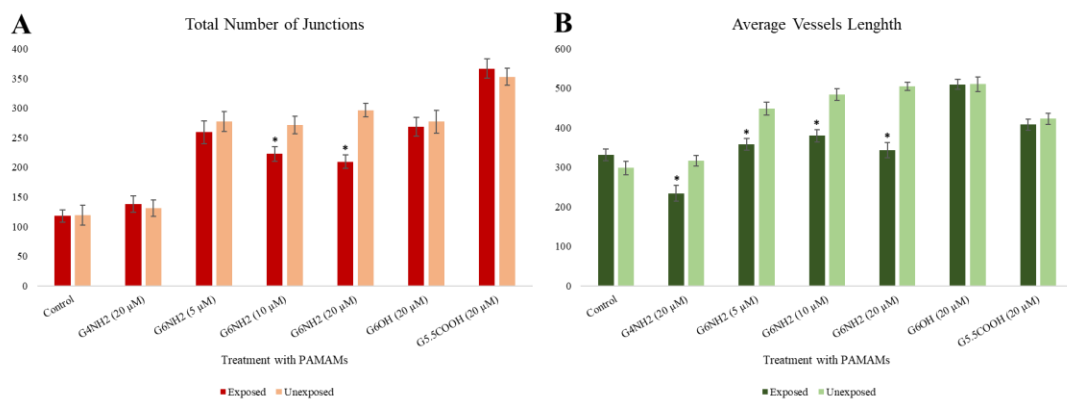 A
Total Number of Junctions
400
350
300
250
200
150
100
50
0
*
*
Control
G4NH2 (20 µM)
G6NH2 (5 µM)
G6NH2 (10 µM)
G6NH2 (20 µM)
G6OH (20 µM)
G5.5COOH (20 µM)
Treatment with PAMAMs
Exposed Unexposed
B
Average Vessels Lenghth
600
500
400
300
200
100
0
*
*
*
*
Control
G4NH2 (20 µM)
G6NH2 (5 µM)
G6NH2 (10 µM)
G6NH2 (20 µM)
G6OH (20 µM)
G5.5COOH (20 µM)
Treatment with PAMAMs
Exposed Unexposed